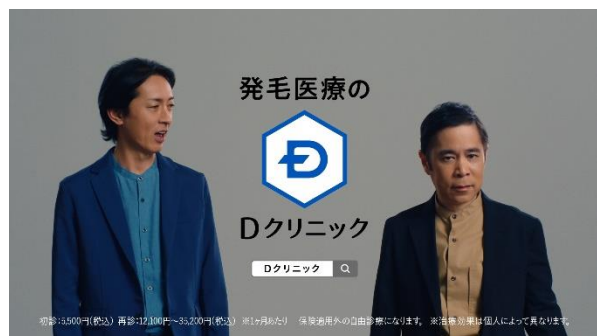 発毛医療の
Dクリニック
Dクリニック
初診:5,500円(税込) 再診:12,100円〜35,200円(税込) ※1ヶ月あたり 保険適用外の自由診療になります。 ※治療効果は個人によって異なります。